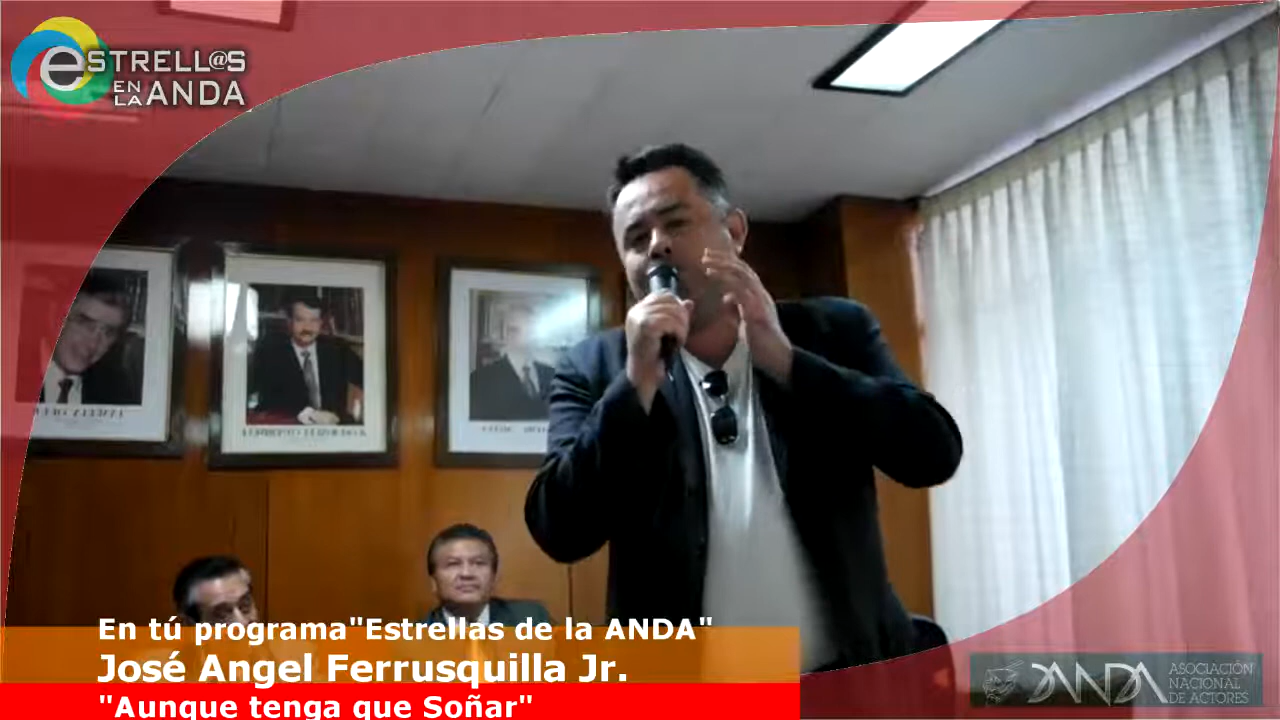 eSTRELL@S
EN
LA ANDA
En tú programa"Estrellas de la ANDA"
José Angel Ferrusquilla Jr.
"Aunque tenga que Soñar"
ANDA
ASOCIACIÓN
NACIONAL
DE ACTORES